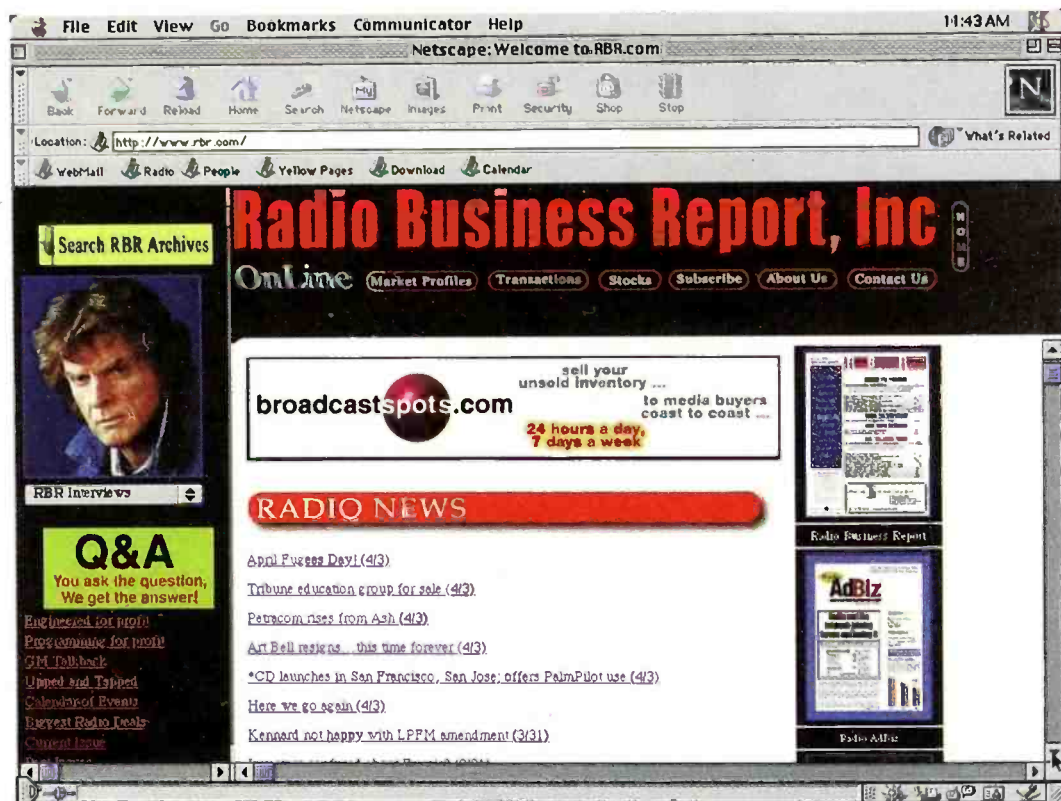 File Edit View Go Bookmarks Communicator Help
11:43 AM
Netscape: Welcome to RBR.com
Back Forward Reload Home Search Netscape Images Print Security Shop Stop
N
Location: http://www.rbr.com/
What's Related
WebMail Radio People Yellow Pages Download Calendar
Search RBR Archives
Radio Business Report, Inc
HOME
OnLine
Market Profiles Transactions Stocks Subscribe About Us Contact Us
RBR Interviews
Q&A
You ask the question,
We get the answer!
Engineered for profit
Programming for profit
GM Talkback
Upped and Tapped
Calendar of Events
Biggest Radio Deals
Current Issue
broadcastspots.com
sell your
unsold inventory ...
to media buyers
coast to coast ...
24 hours a day,
7 days a week
RADIO NEWS
April Fugees Day! (4/3)
Tribune education group for sale (4/3)
Petracom rises from Ash (4/3)
Art Bell resigns...this time forever (4/3)
*CD launches in San Francisco, San Jose; offers PalmPilot use (4/3)
Here we go again (4/3)
Kennard not happy with LPFM amendment (3/31)
Radio Business Report
AdBiz
Radio AdBiz